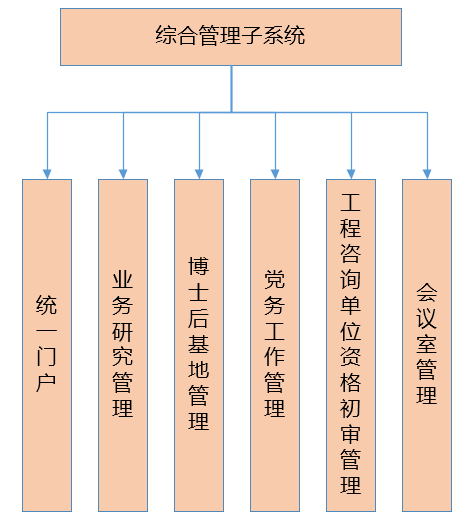 综合管理子系统
统一门户
业务研究管理
博士后基地管理
党务工作管理
工程咨询单位资格初审管理
会议室管理